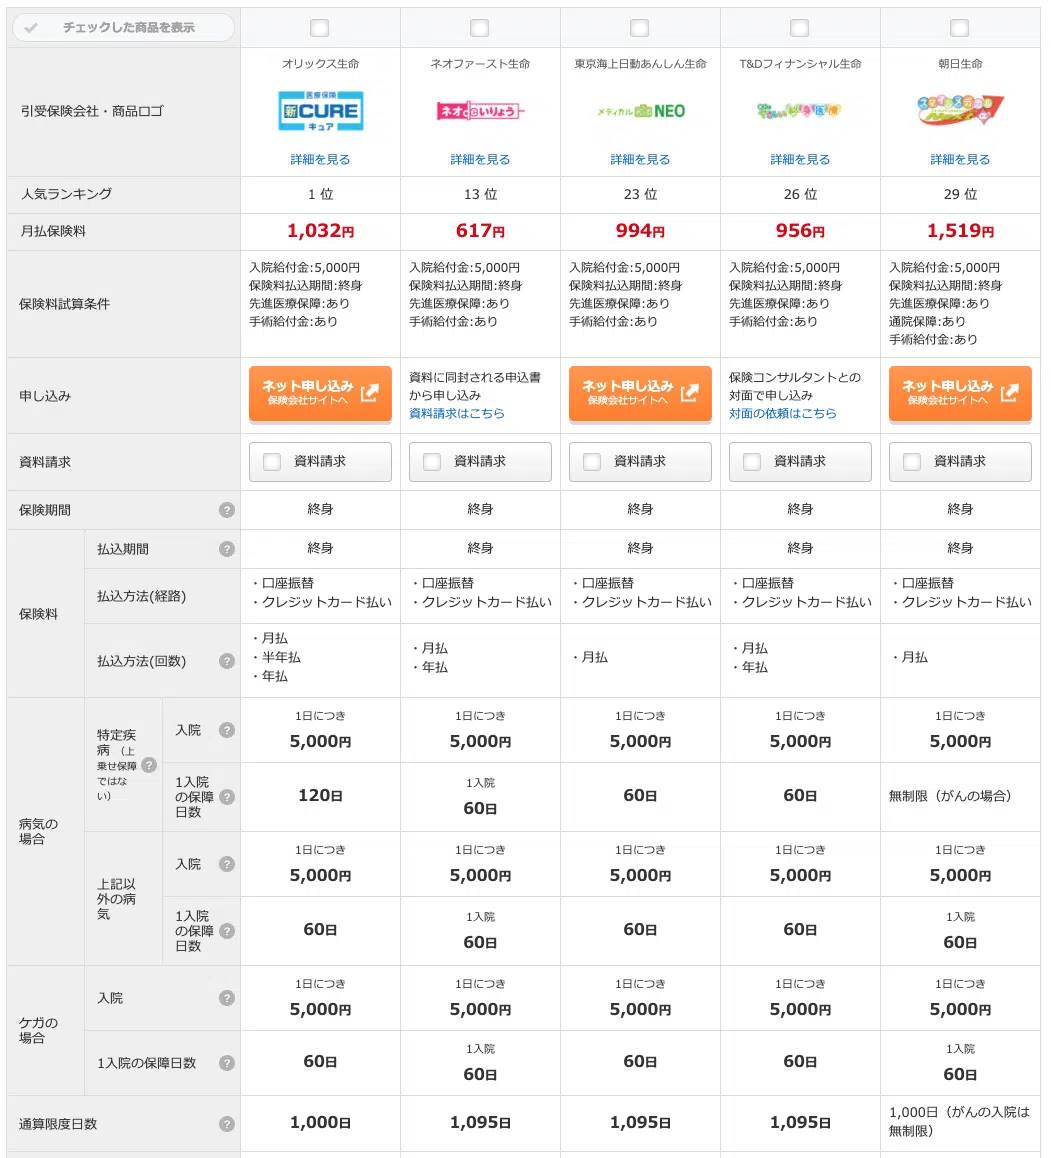 チェックした商品を表示
引受保険会社・商品ロゴ
オリックス生命
ネオファースト生命
東京海上日動あんしん生命
T&Dフィナンシャル生命
朝日生命
医療保険
新CURE
キュア
ネオdeいりょう
メディカルKitNEO
詳細を見る
詳細を見る
詳細を見る
詳細を見る
詳細を見る
人気ランキング
1 位
13 位
23 位
26 位
29 位
月払保険料
1,032円
617円
994円
956円
1,519円
保険料試算条件
入院給付金:5,000円
保険料払込期間:終身
先進医療保障:あり
手術給付金:あり
入院給付金:5,000円
保険料払込期間:終身
先進医療保障:あり
手術給付金:あり
入院給付金:5,000円
保険料払込期間:終身
先進医療保障:あり
手術給付金:あり
入院給付金:5,000円
保険料払込期間:終身
先進医療保障:あり
手術給付金:あり
入院給付金:5,000円
保険料払込期間:終身
先進医療保障:あり
通院保障:あり
手術給付金:あり
申し込み
ネット申し込み
保険会社サイトへ
資料に同封される申込書
から申し込み
資料請求はこちら
ネット申し込み
保険会社サイトへ
保険コンサルタントとの
対面で申し込み
対面の依頼はこちら
ネット申し込み
保険会社サイトへ
資料請求
資料請求
資料請求
資料請求
資料請求
資料請求
保険期間
?
終身
終身
終身
終身
終身
保険料
払込期間
?
終身
終身
終身
終身
終身
払込方法(経路)
・口座振替
・クレジットカード払い
・口座振替
・クレジットカード払い
・口座振替
・クレジットカード払い
・口座振替
・クレジットカード払い
・口座振替
・クレジットカード払い
払込方法(回数)
?
・月払
・半年払
・年払
・月払
・年払
・月払
・月払
・年払
・月払
病気の
場合
特定疾
病（上
乗せ保障
ではな
い）
?
入院
?
1日につき
5,000円
1日につき
5,000円
1日につき
5,000円
1日につき
5,000円
1日につき
5,000円
1入院
の保障
日数
?
120日
1入院
60日
60日
60日
無制限（がんの場合）
上記以
外の病
気
入院
?
1日につき
5,000円
1日につき
5,000円
1日につき
5,000円
1日につき
5,000円
1日につき
5,000円
1入院
の保障
日数
?
60日
1入院
60日
60日
60日
1入院
60日
ケガの
場合
入院
?
1日につき
5,000円
1日につき
5,000円
1日につき
5,000円
1日につき
5,000円
1日につき
5,000円
1入院の保障日数
?
60日
1入院
60日
60日
60日
1入院
60日
通算限度日数
?
1,000日
1,095日
1,095日
1,095日
1,000日（がんの入院は
無制限）